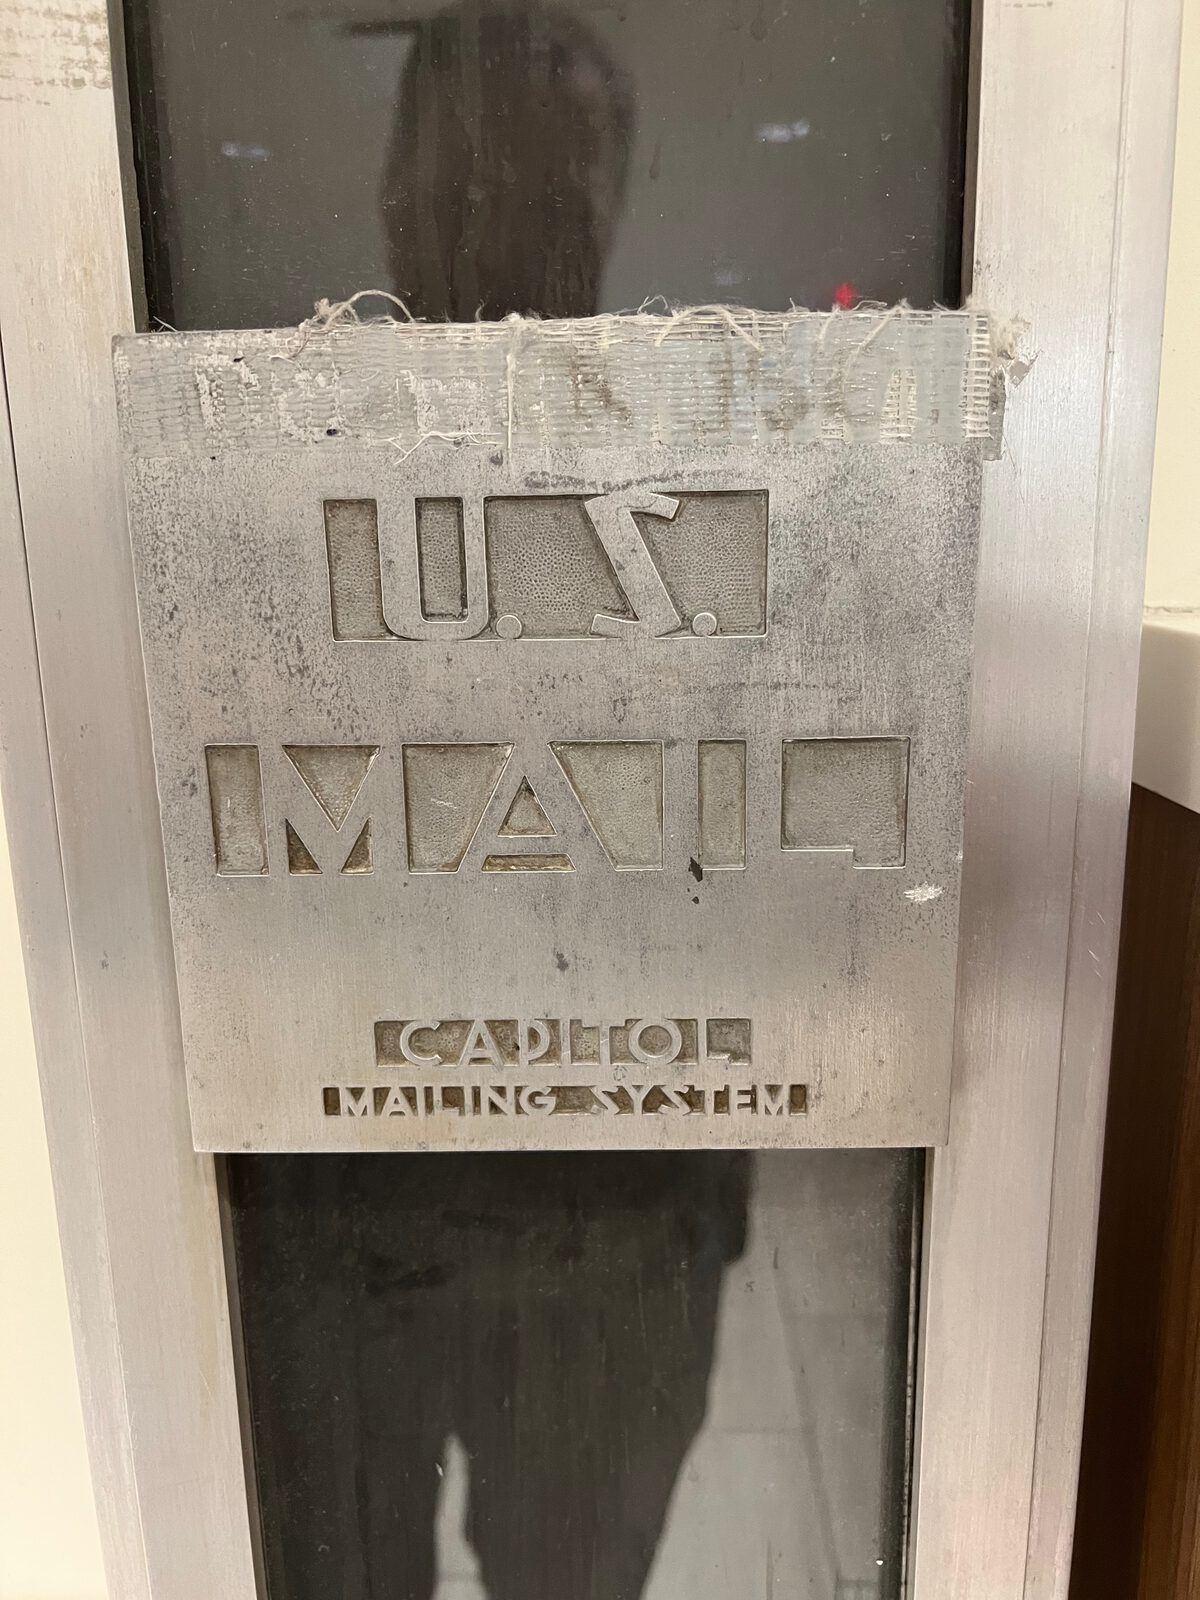 U.S.
MAIL
CAPITOL
MAILING SYSTEM